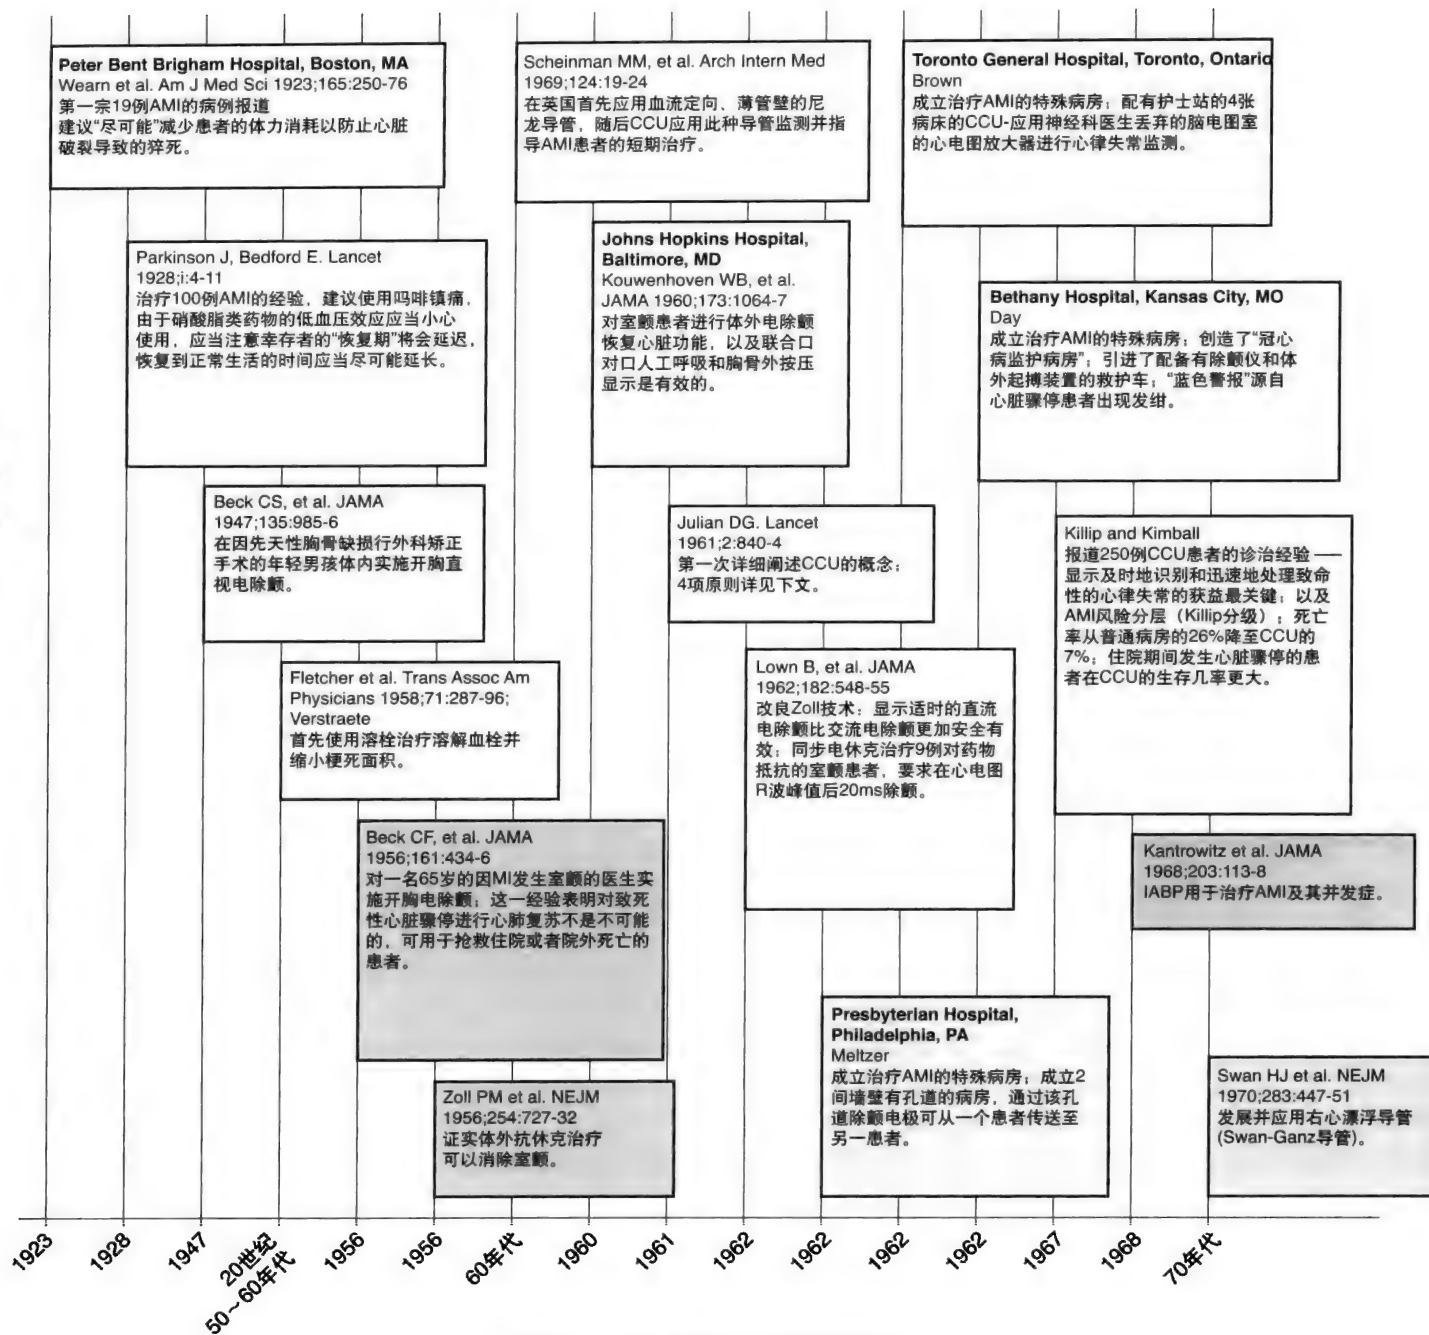 Peter Bent Brigham Hospital, Boston, MA
Wearn et al. Am J Med Sci 1923;165:250-76
第一宗19例AMI的病例报道
建议“尽可能”减少患者的体力消耗以防止心脏
破裂导致的猝死。
Parkinson J, Bedford E. Lancet
1928;i:4-11
治疗100例AMI的经验，建议使用吗啡镇痛，
由于硝酸脂类药物的低血压效应应当小心
使用，应当注意幸存者的“恢复期”将会延迟，
恢复到正常生活的时间应当尽可能延长。
Beck CS, et al. JAMA
1947;135:985-6
在因先天性胸骨缺损行外科矫正
手术的年轻男孩体内实施开胸直
视电除颤。
Fletcher et al. Trans Assoc Am
Physicians 1958;71:287-96;
Verstraete
首先使用溶栓治疗溶解血栓并
缩小梗死面积。
Beck CF, et al. JAMA
1956;161:434-6
对一名65岁的因MI发生室颤的医生实
施开胸电除颤；这一经验表明对致死
性心脏骤停进行心肺复苏不是不可能
的，可用于抢救住院或者院外死亡的
患者。
Zoll PM et al. NEJM
1956;254:727-32
证实体外抗休克治疗
可以消除室颤。
Scheinman MM, et al. Arch Intern Med
1969;124:19-24
在英国首先应用血流定向、薄管壁的尼
龙导管，随后CCU应用此种导管监测并指
导AMI患者的短期治疗。
Johns Hopkins Hospital,
Baltimore, MD
Kouwenhoven WB, et al.
JAMA 1960;173:1064-7
对室颤患者进行体外电除颤
恢复心脏功能，以及联合口
对口人工呼吸和胸骨外按压
显示是有效的。
Julian DG. Lancet
1961;2:840-4
第一次详细阐述CCU的概念；
4项原则详见下文。
Lown B, et al. JAMA
1962;182:548-55
改良Zoll技术：显示适时的直流
电除颤比交流电除颤更加安全有
效；同步电休克治疗9例对药物
抵抗的室颤患者，要求在心电图
R波峰值后20ms除颤。
Presbyterian Hospital,
Philadelphia, PA
Meltzer
成立治疗AMI的特殊病房；成立2
间墙壁有孔道的病房，通过该孔
道除颤电极可从一个患者传送至
另一患者。
Toronto General Hospital, Toronto, Ontario
Brown
成立治疗AMI的特殊病房；配有护士站的4张
病床的CCU-应用神经科医生丢弃的脑电图室
的心电图放大器进行心律失常监测。
Bethany Hospital, Kansas City, MO
Day
成立治疗AMI的特殊病房；创造了“冠心
病监护病房”；引进了配备有除颤仪和体
外起搏装置的救护车；“蓝色警报”源自
心脏骤停患者出现发绀。
Killip and Kimball
报道250例CCU患者的诊治经验——
显示及时地识别和迅速地处理致命
性的心律失常的获益最关键；以及
AMI风险分层（Killip分级）；死亡
率从普通病房的26%降至CCU的
7%；住院期间发生心脏骤停的患
者在CCU的生存几率更大。
Kantrowitz et al. JAMA
1968;203:113-8
IABP用于治疗AMI及其并发症。
Swan HJ et al. NEJM
1970;283:447-51
发展并应用右心漂浮导管
(Swan-Ganz导管)。
1923
1928
1947
20世纪
50～60年代
1956
1956
60年代
1960
1961
1962
1962
1962
1962
1967
1968
70年代